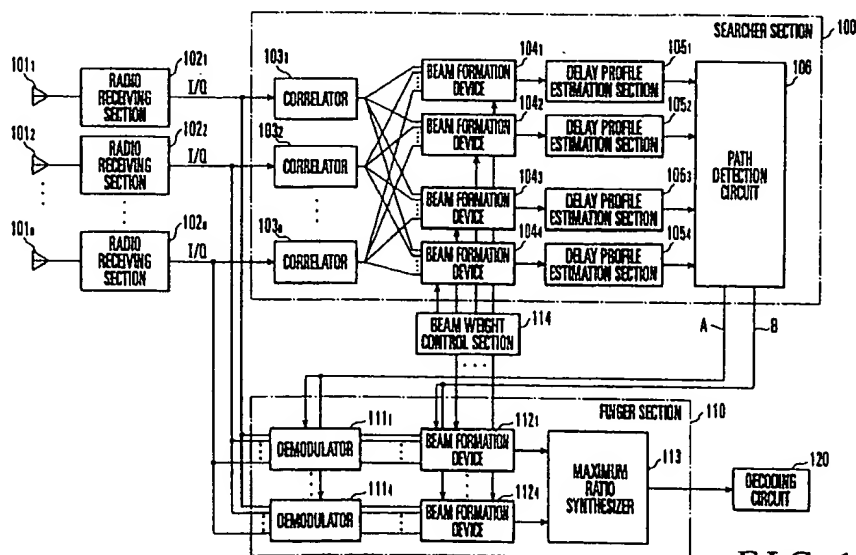 SEARCHER SECTION
100
101₁
RADIO
RECEIVING
SECTION
102₁
I/Q
103₁
CORRELATOR
BEAM FORMATION
DEVICE
104₁
DELAY PROFILE
ESTIMATION SECTION
105₁
106
PATH
DETECTION
CIRCUIT
101₂
RADIO
RECEIVING
SECTION
102₂
I/Q
103₂
CORRELATOR
BEAM FORMATION
DEVICE
104₂
DELAY PROFILE
ESTIMATION SECTION
105₂
BEAM FORMATION
DEVICE
104₃
DELAY PROFILE
ESTIMATION SECTION
105₃
RADIO
RECEIVING
SECTION
I/Q
CORRELATOR
BEAM FORMATION
DEVICE
104₄
DELAY PROFILE
ESTIMATION SECTION
105₄
BEAM WEIGHT
CONTROL SECTION
114
A
B
FINGER SECTION
110
111₁
DEMODULATOR
112₁
BEAM FORMATION
DEVICE
MAXIMUM
RATIO
SYNTHESIZER
113
120
DECODING
CIRCUIT
111₄
DEMODULATOR
112₄
BEAM FORMATION
DEVICE